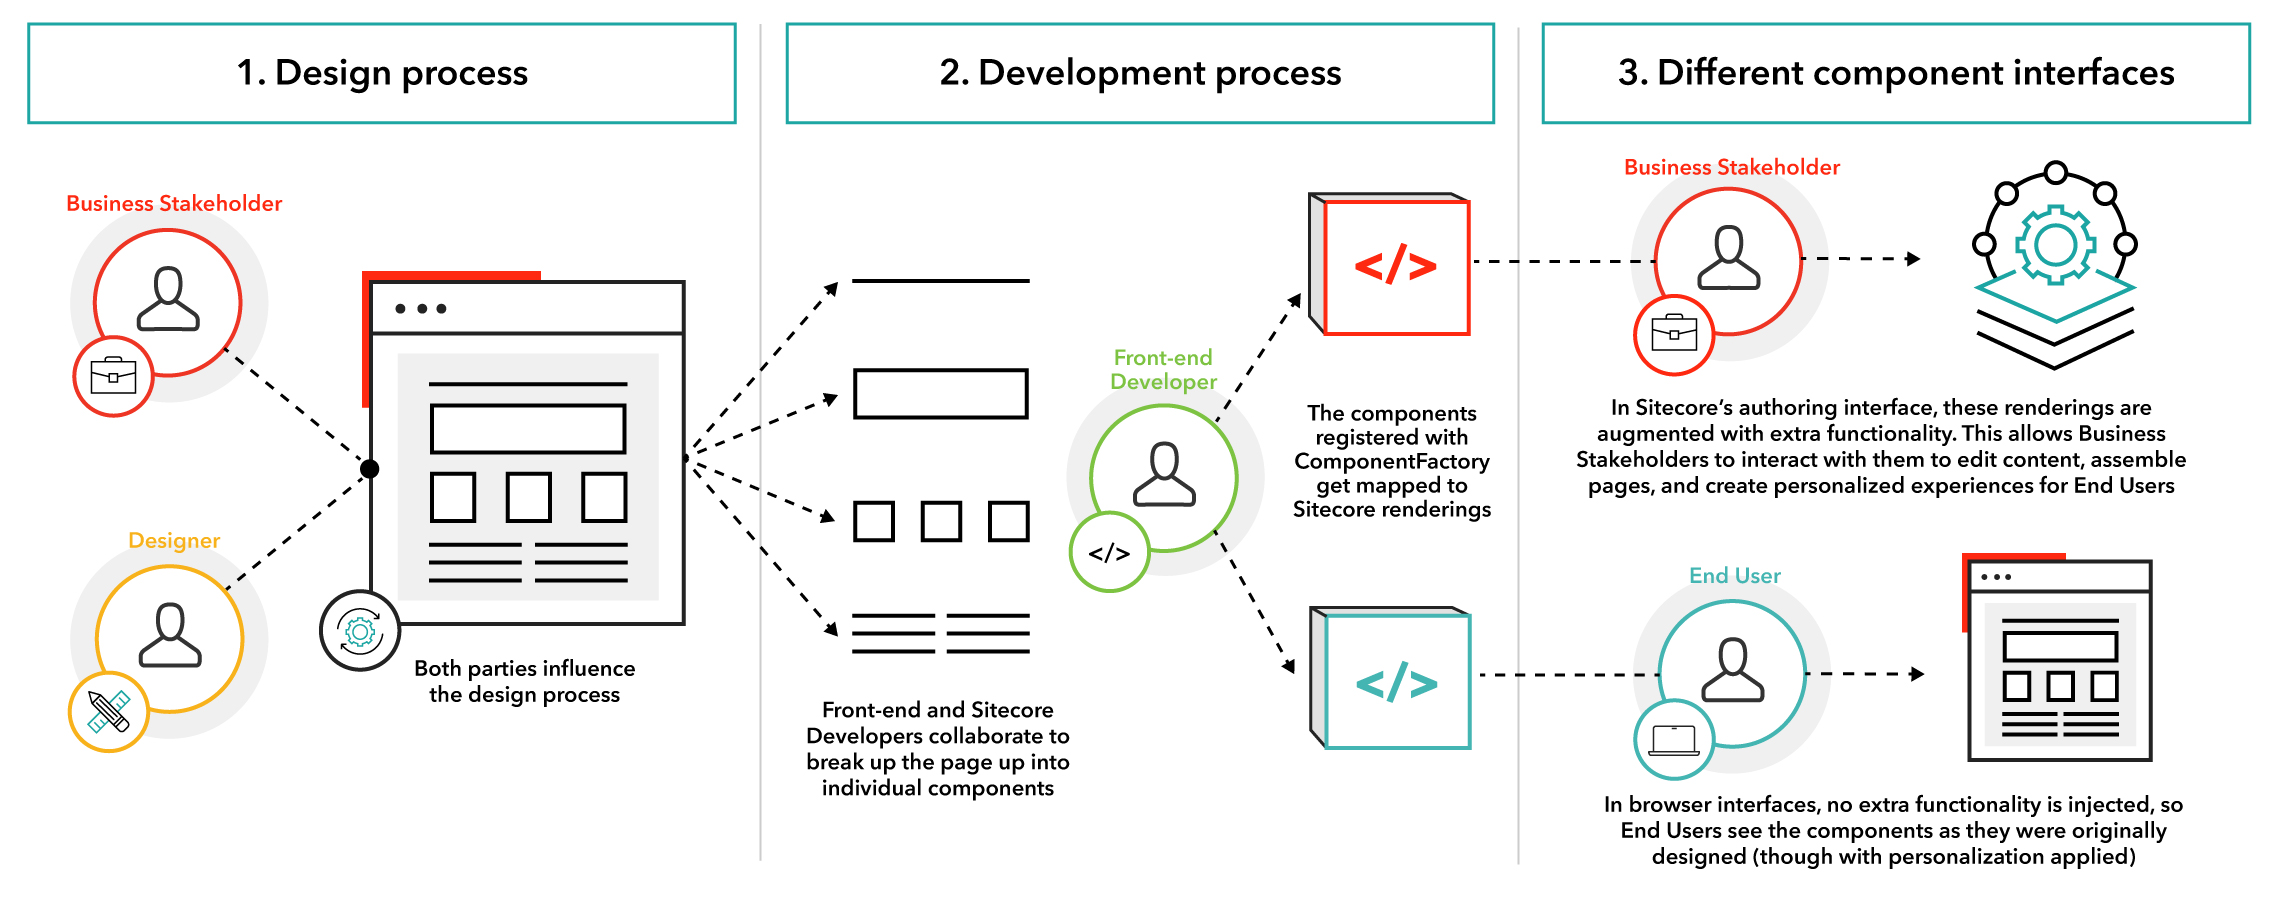 1. Design process
Business Stakeholder
Designer
Both parties influence
the design process
2. Development process
Front-end and Sitecore
Developers collaborate to
break up the page up into
individual components
Front-end
Developer
</>
</>
</>
The components
registered with
ComponentFactory
get mapped to
Sitecore renderings
3. Different component interfaces
Business Stakeholder
In Sitecore’s authoring interface, these renderings are
augmented with extra functionality. This allows Business
Stakeholders to interact with them to edit content, assemble
pages, and create personalized experiences for End Users
End User
In browser interfaces, no extra functionality is injected, so
End Users see the components as they were originally
designed (though with personalization applied)